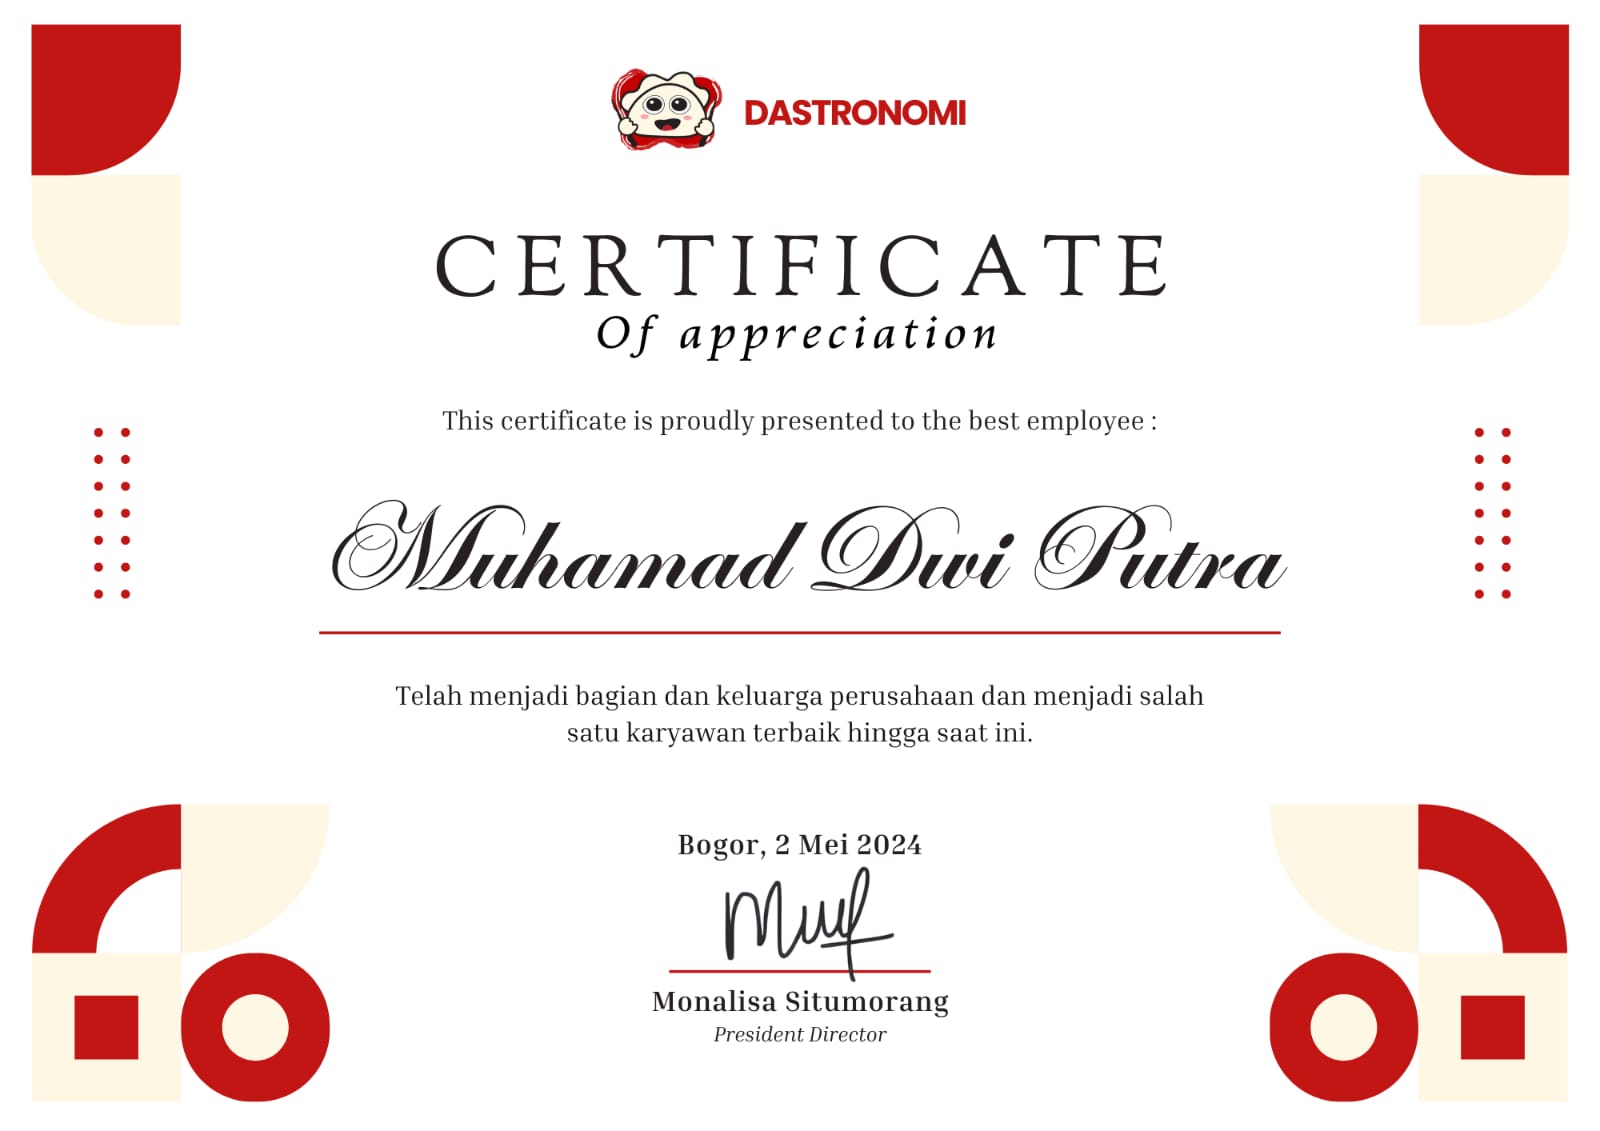 DASTRONOMI
CERTIFICATE
Of appreciation
This certificate is proudly presented to the best employee :
Muhamad Dwi Putra
Telah menjadi bagian dan keluarga perusahaan dan menjadi salah
satu karyawan terbaik hingga saat ini.
Bogor, 2 Mei 2024
Monalisa Situmorang
President Director